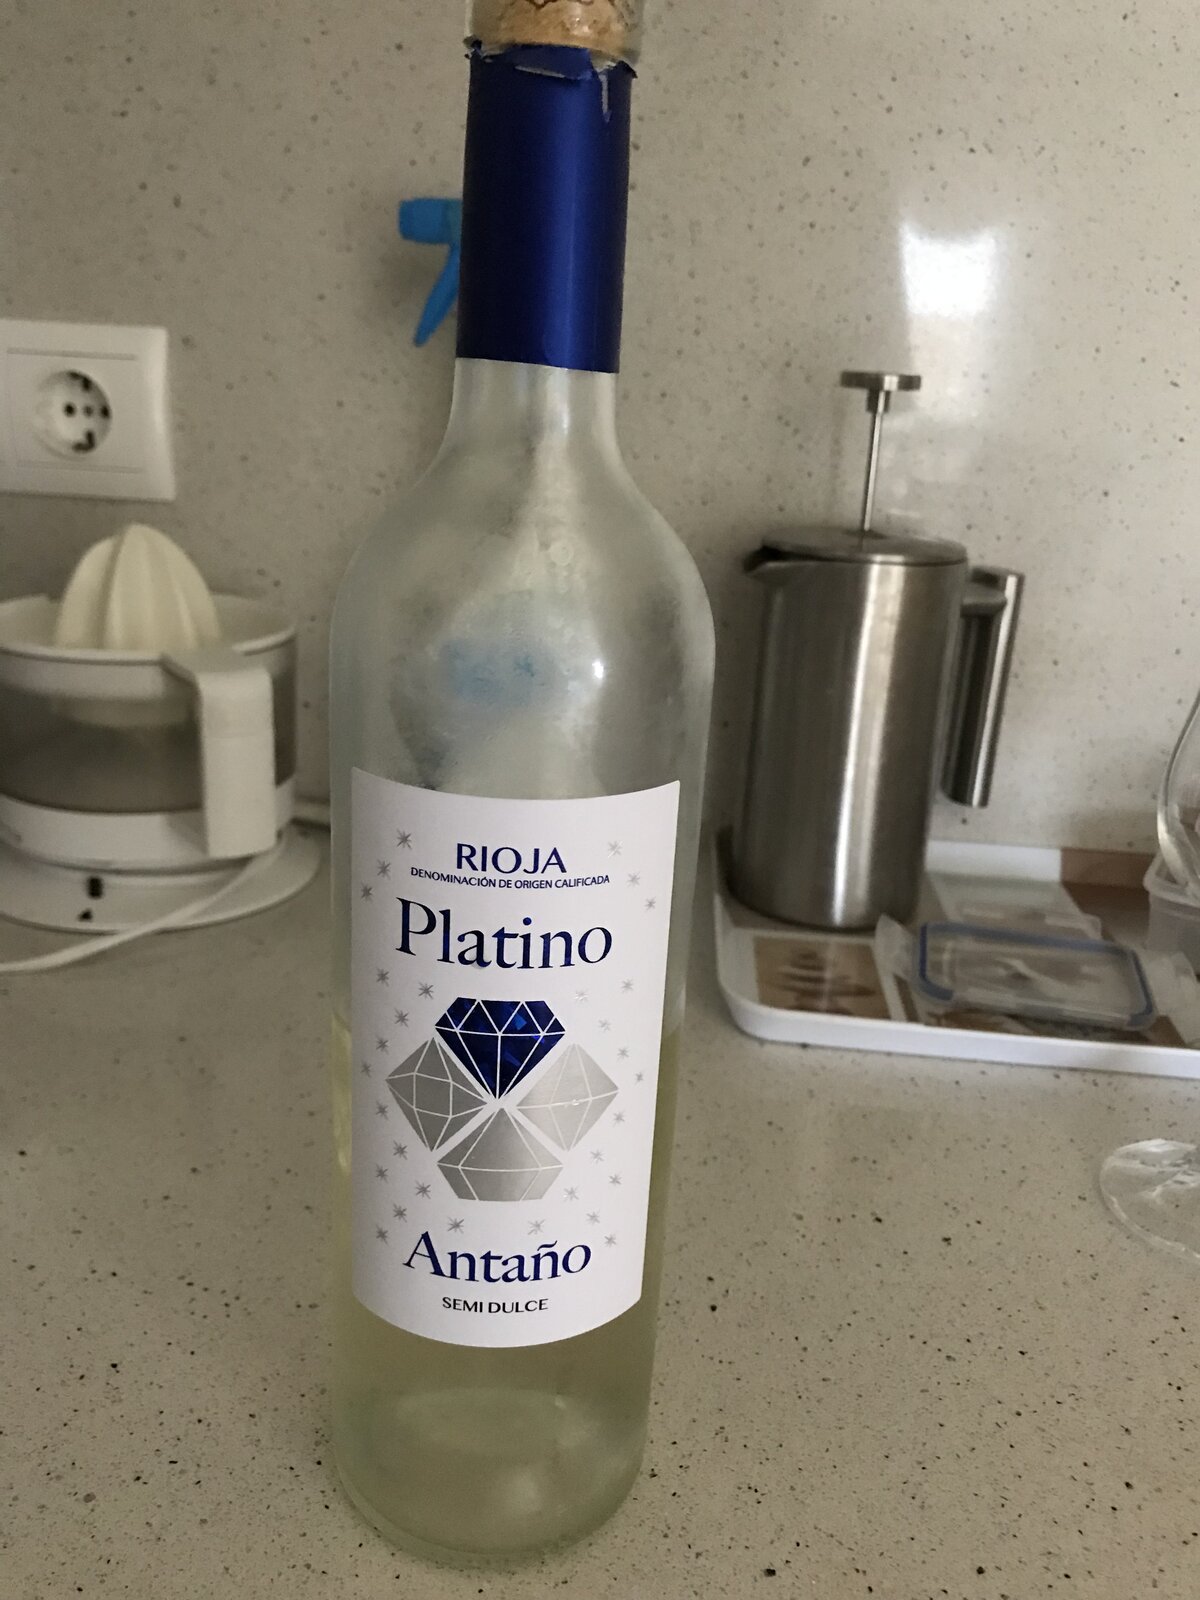 RIOJA
DENOMINACIÓN DE ORIGEN CALIFICADA
Platino
Antaño
SEMI DULCE